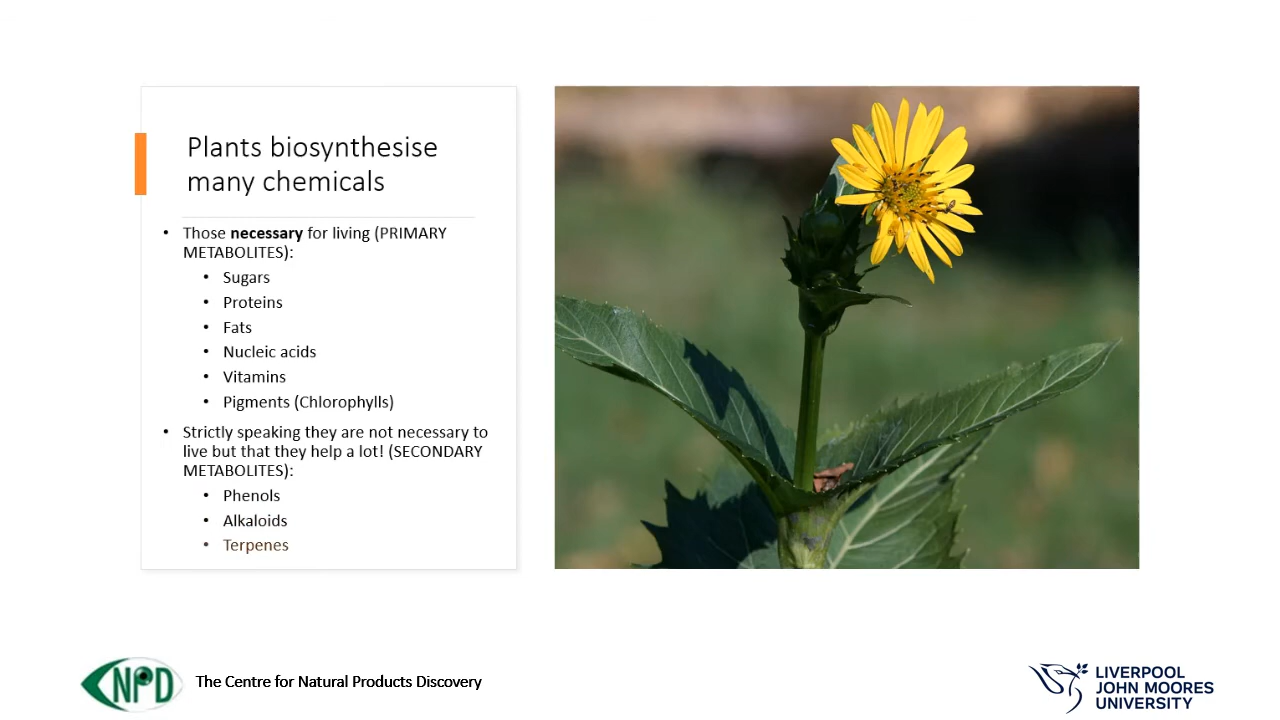 Plants biosynthesise
many chemicals
• Those necessary for living (PRIMARY
METABOLITES):
• Sugars
• Proteins
• Fats
• Nucleic acids
• Vitamins
• Pigments (Chlorophylls)
• Strictly speaking they are not necessary to
live but that they help a lot! (SECONDARY
METABOLITES):
• Phenols
• Alkaloids
• Terpenes
NPD The Centre for Natural Products Discovery
LIVERPOOL
JOHN MOORES
UNIVERSITY